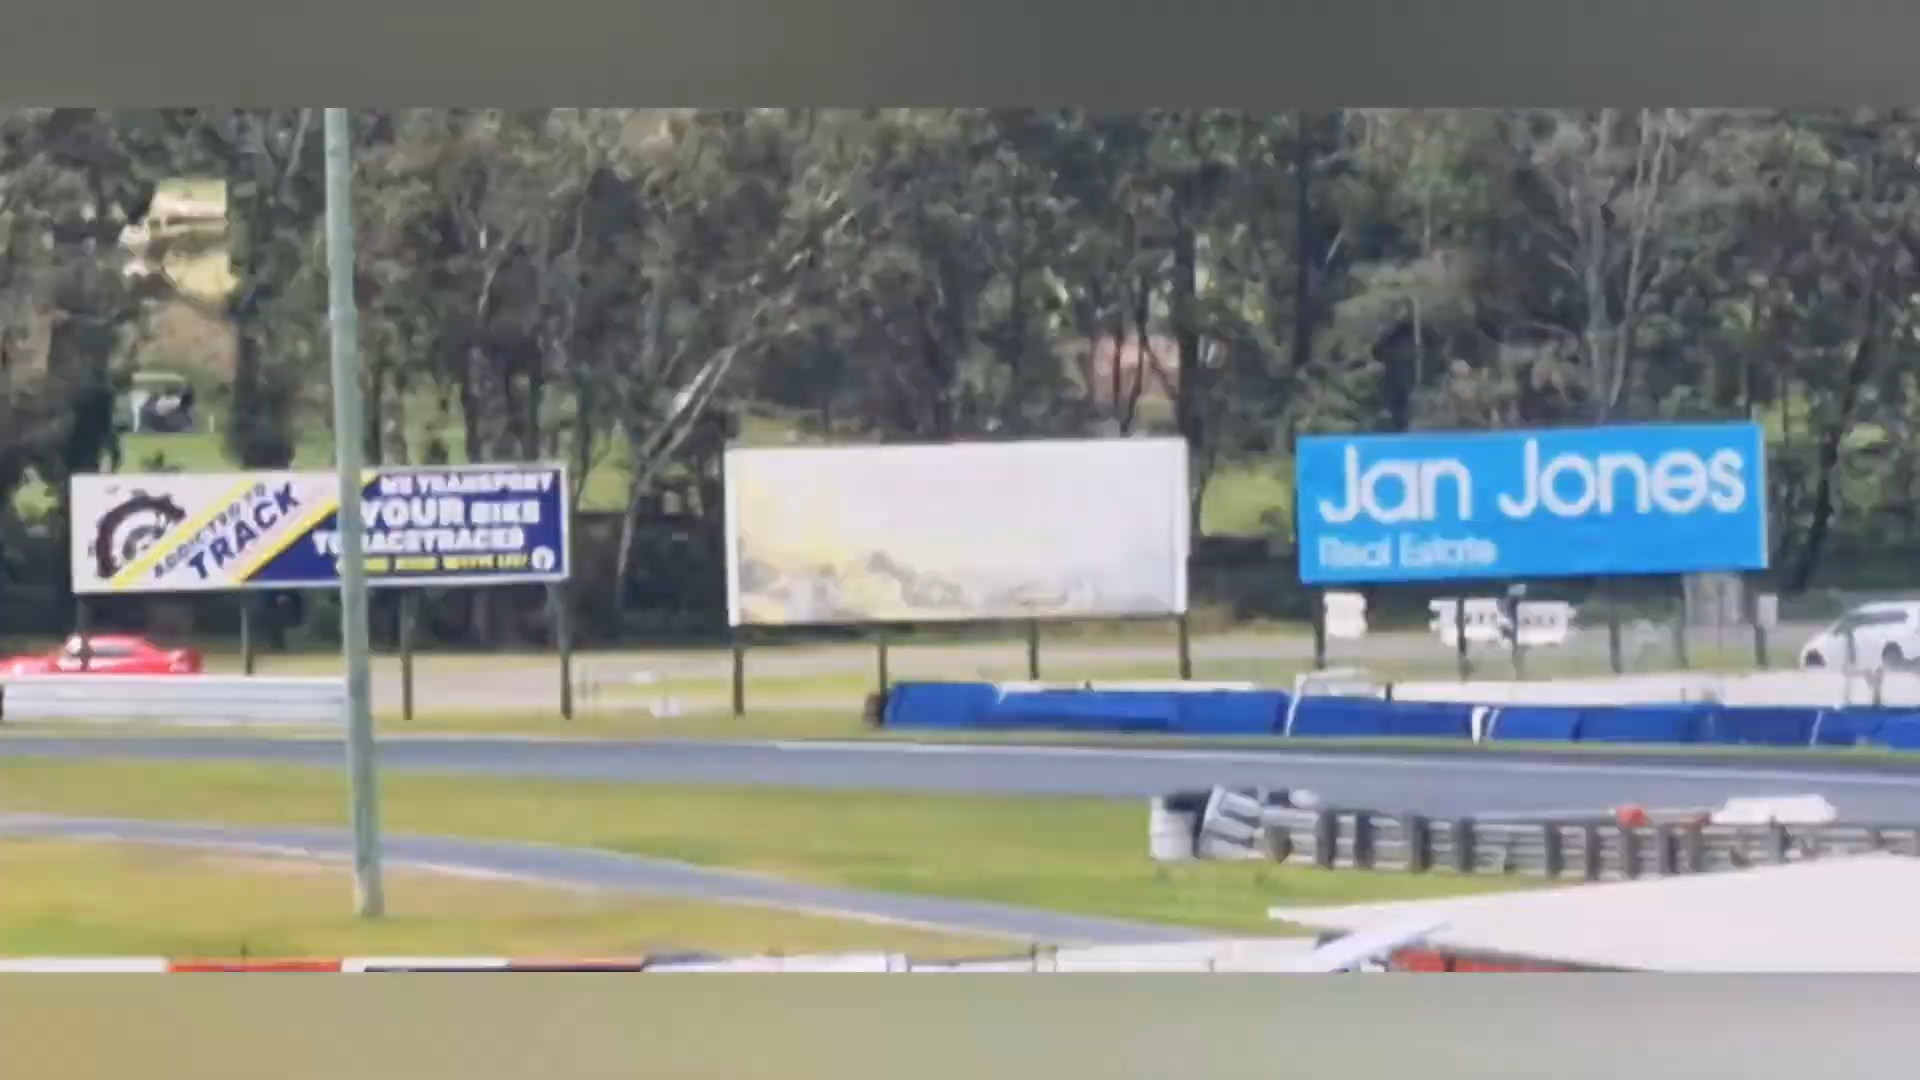 ADDICTED TO
TRACK
WE TRANSPORT
YOUR BIKE
TO RACETRACKS
Jan Jones
Real Estate